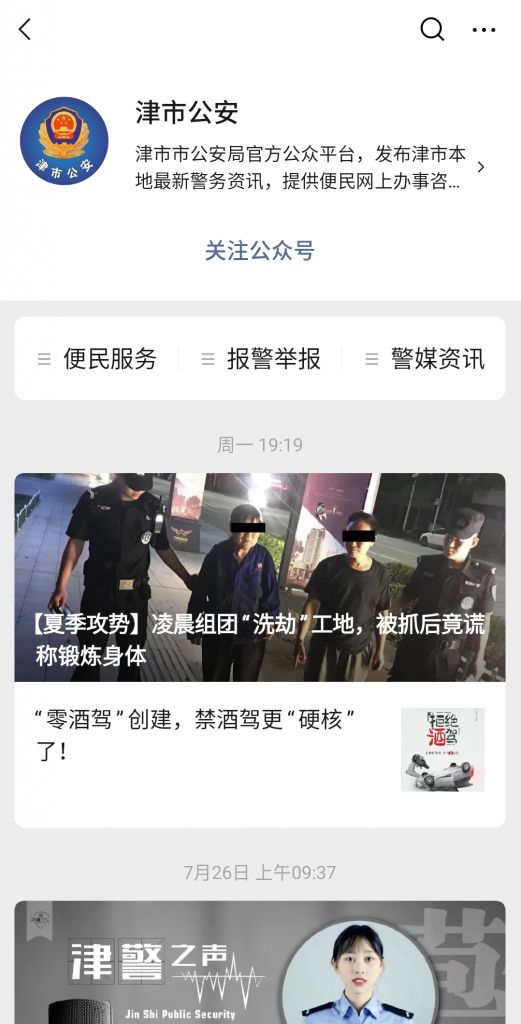 津市公安
津市公安
津市市公安局官方公众平台，发布津市本
地最新警务资讯，提供便民网上办事咨...
关注公众号
便民服务
报警举报
警媒资讯
周一 19:19
【夏季攻势】凌晨组团“洗劫”工地，被抓后竟谎
称锻炼身体
“零酒驾”创建，禁酒驾更“硬核”
了！
拒绝
酒驾
7月26日 上午09:37
津警之声
Jin Shi Public Security